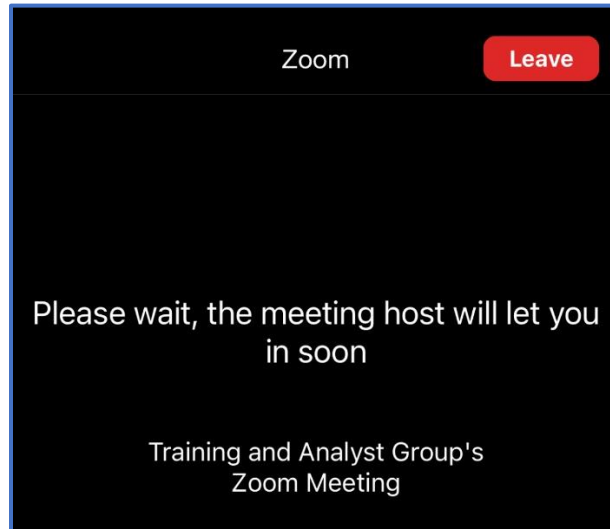 Zoom
Leave
Please wait, the meeting host will let you
in soon
Training and Analyst Group's
Zoom Meeting